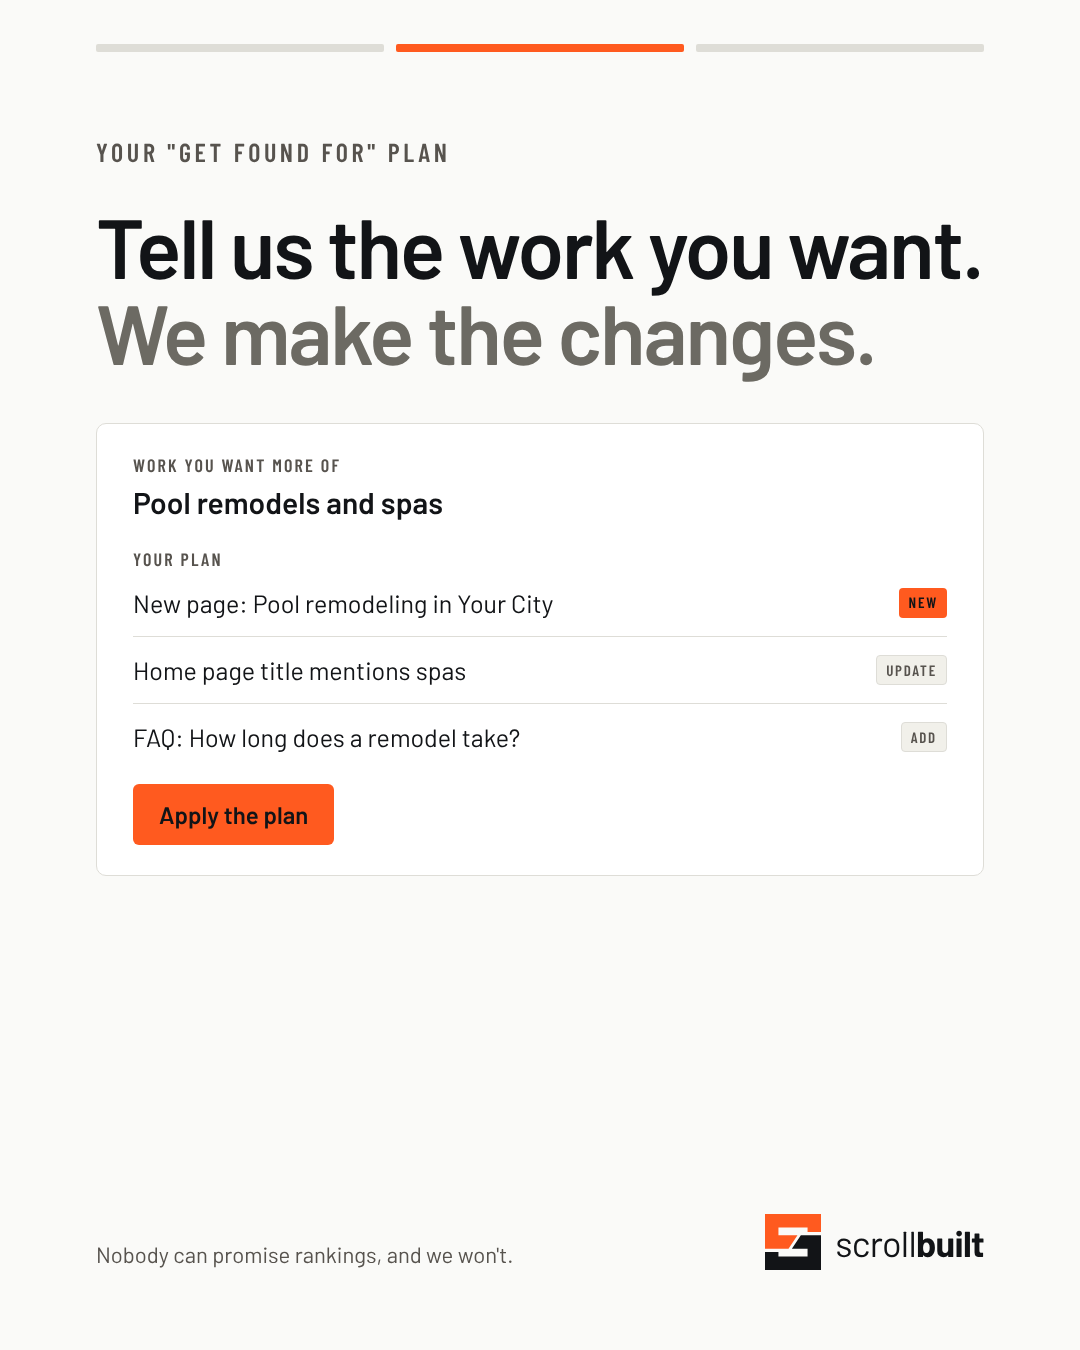 YOUR "GET FOUND FOR" PLAN
Tell us the work you want.
We make the changes.
WORK YOU WANT MORE OF
Pool remodels and spas
YOUR PLAN
New page: Pool remodeling in Your City
NEW
Home page title mentions spas
UPDATE
FAQ: How long does a remodel take?
ADD
Apply the plan
Nobody can promise rankings, and we won't.
scrollbuilt